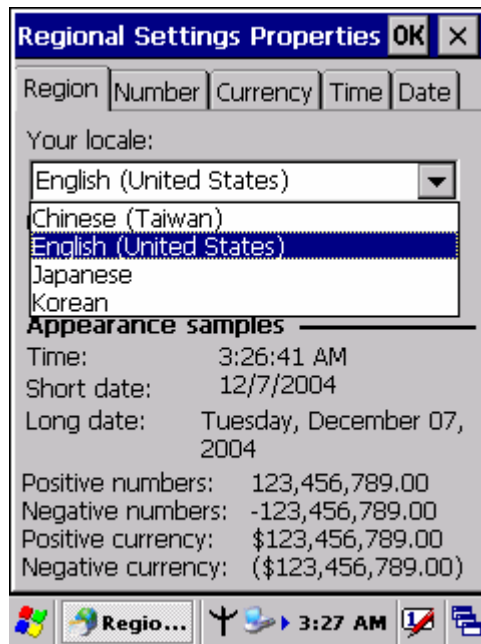 Regional Settings Properties OK ×
Region Number Currency Time Date
Your locale:
English (United States)
Chinese (Taiwan)
English (United States)
Japanese
Korean
Appearance samples
Time: 3:26:41 AM
Short date: 12/7/2004
Long date: Tuesday, December 07,
2004
Positive numbers: 123,456,789.00
Negative numbers: -123,456,789.00
Positive currency: $123,456,789.00
Negative currency: ($123,456,789.00)
Regio... 3:27 AM